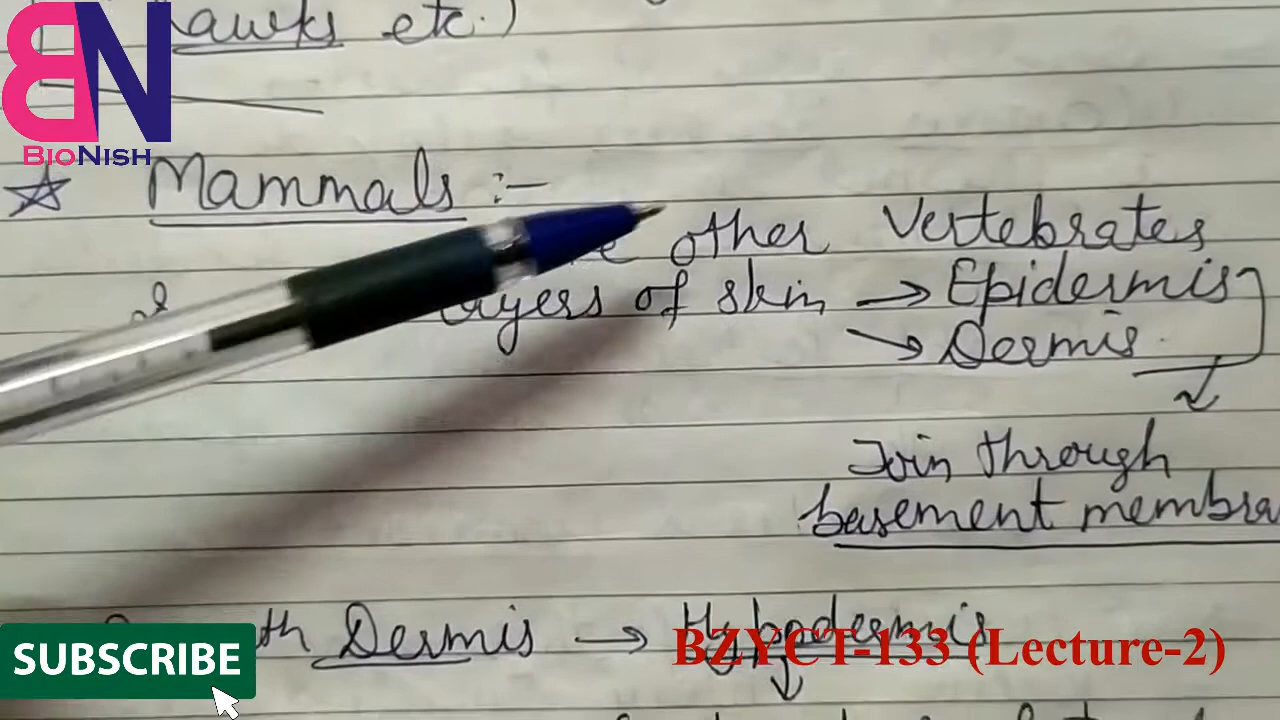 hawks etc.)
BN
BIONISH
☆ Mammals :-
other Vertebrates
layers of skin → Epidermis
→ Dermis
Join through
basement membra
Dermis → Hypodermis
SUBSCRIBE
BZYCT-133 (Lecture-2)